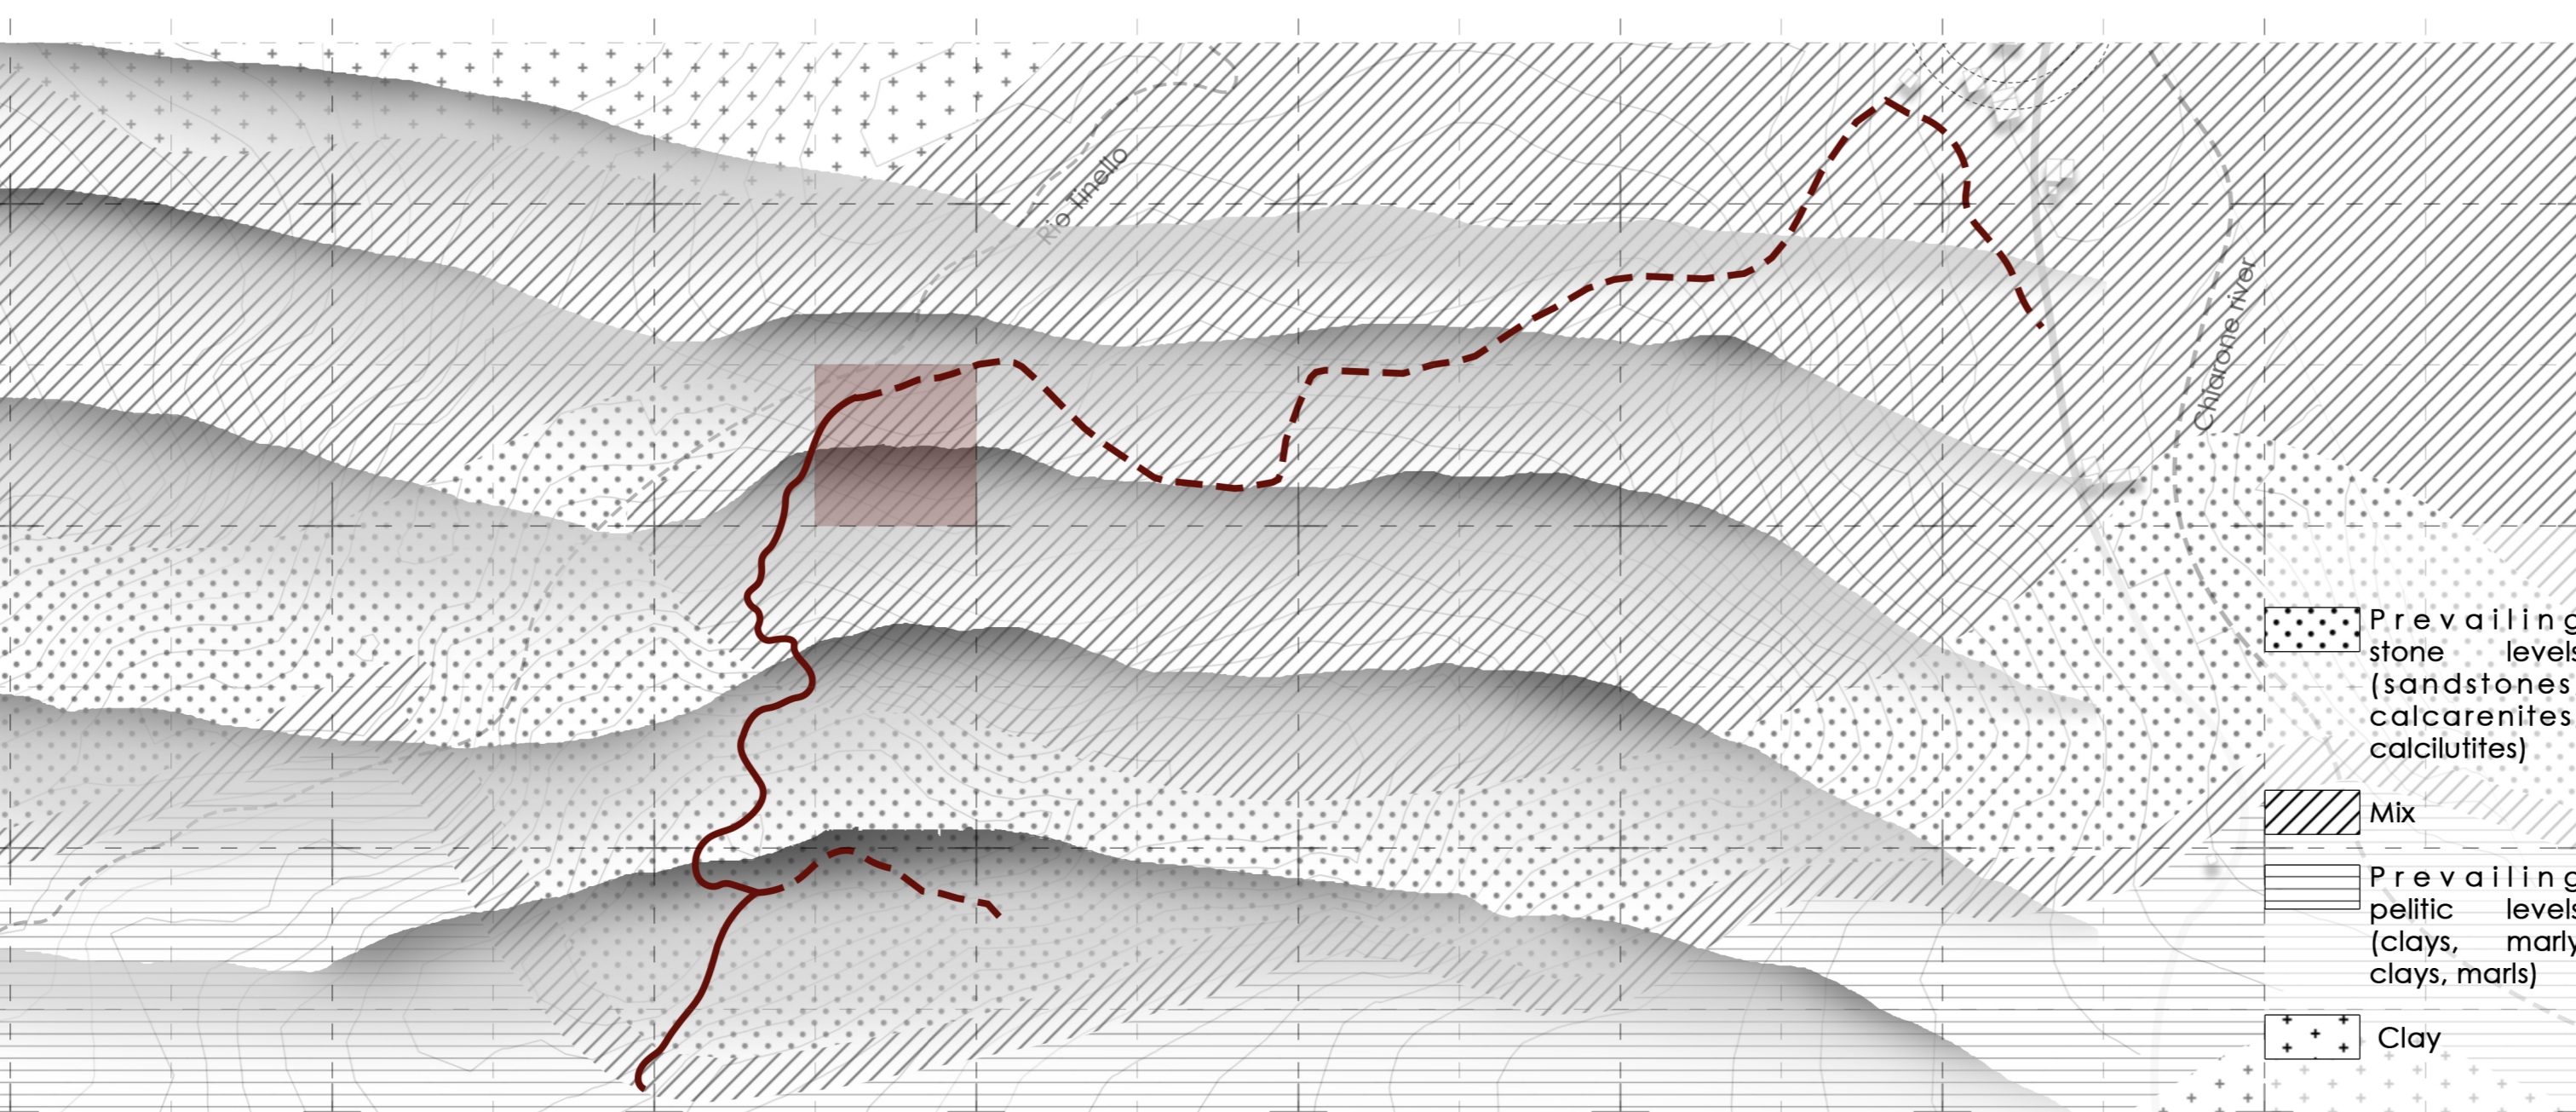 Rio Tinello
Chiarone river
Prevailing
stone levels
(sandstones
calcarenites
calcilutites)
Mix
Prevailing
pelitic levels
(clays, marly
clays, marls)
Clay